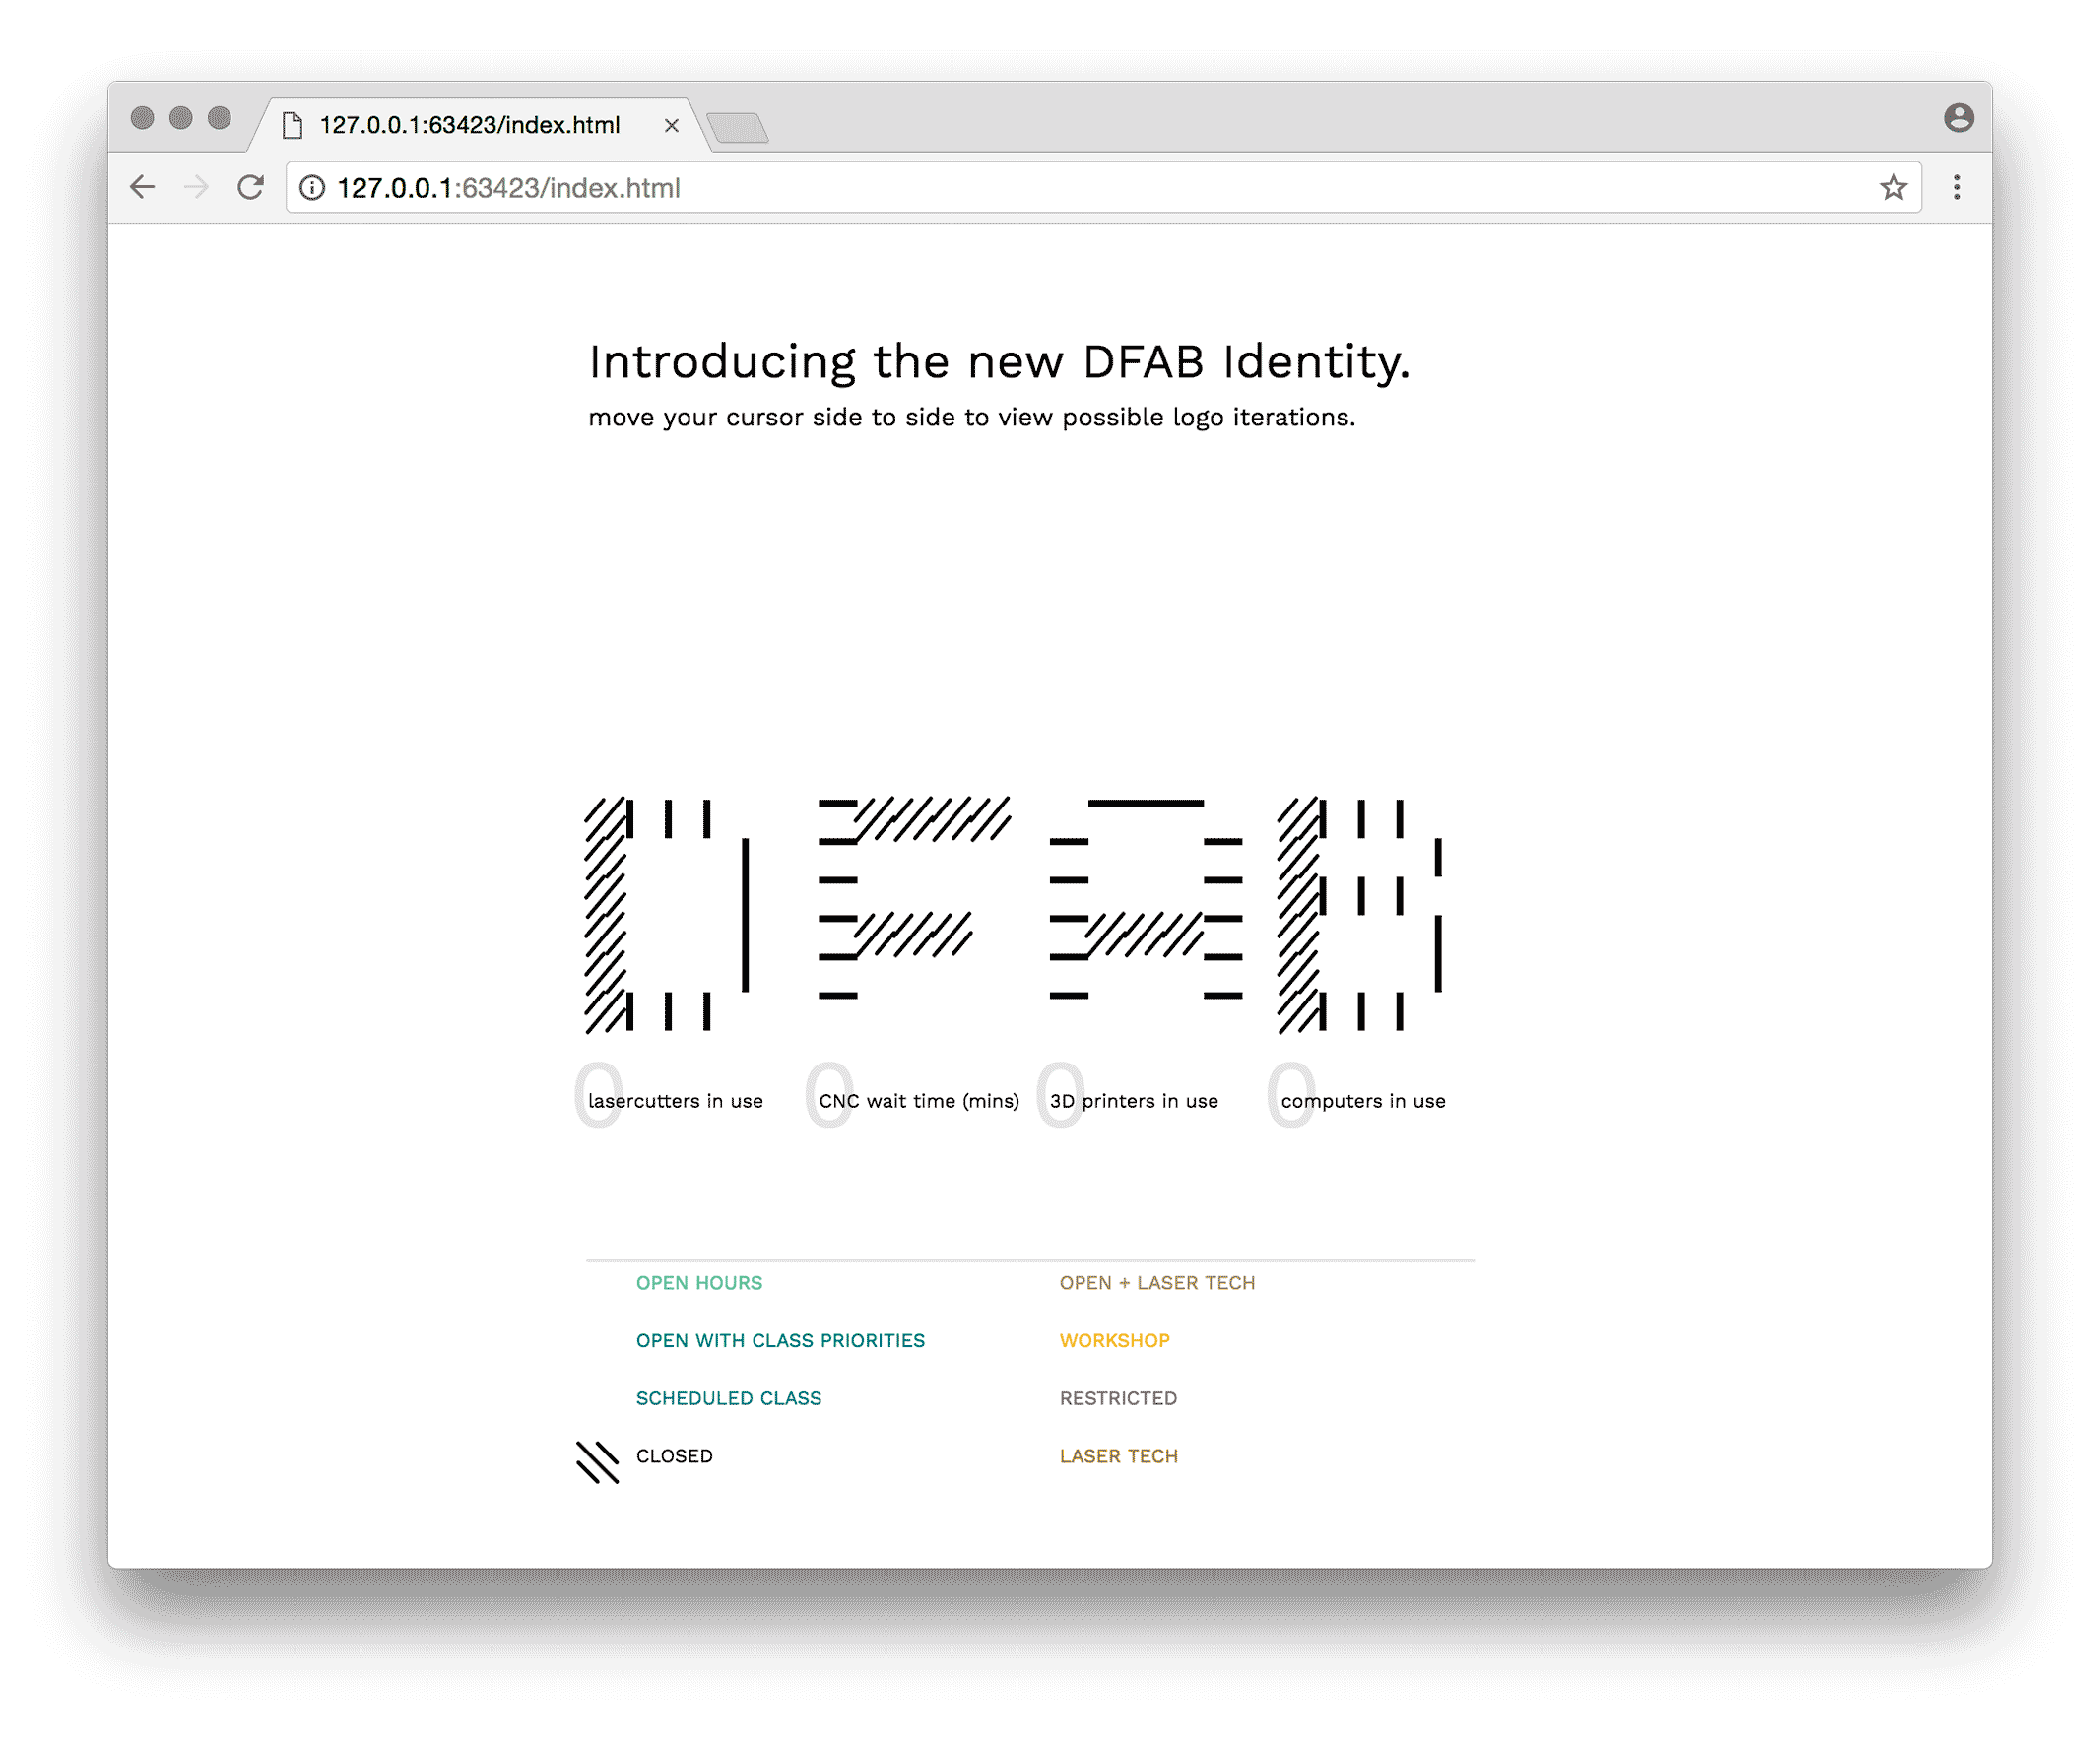 127.0.0.1:63423/index.html
127.0.0.1:63423/index.html
Introducing the new DFAB Identity.
move your cursor side to side to view possible logo iterations.
DFAB
0 0 0 0
lasercutters in use CNC wait time (mins) 3D printers in use computers in use
OPEN HOURS OPEN + LASER TECH
OPEN WITH CLASS PRIORITIES WORKSHOP
SCHEDULED CLASS RESTRICTED
CLOSED LASER TECH